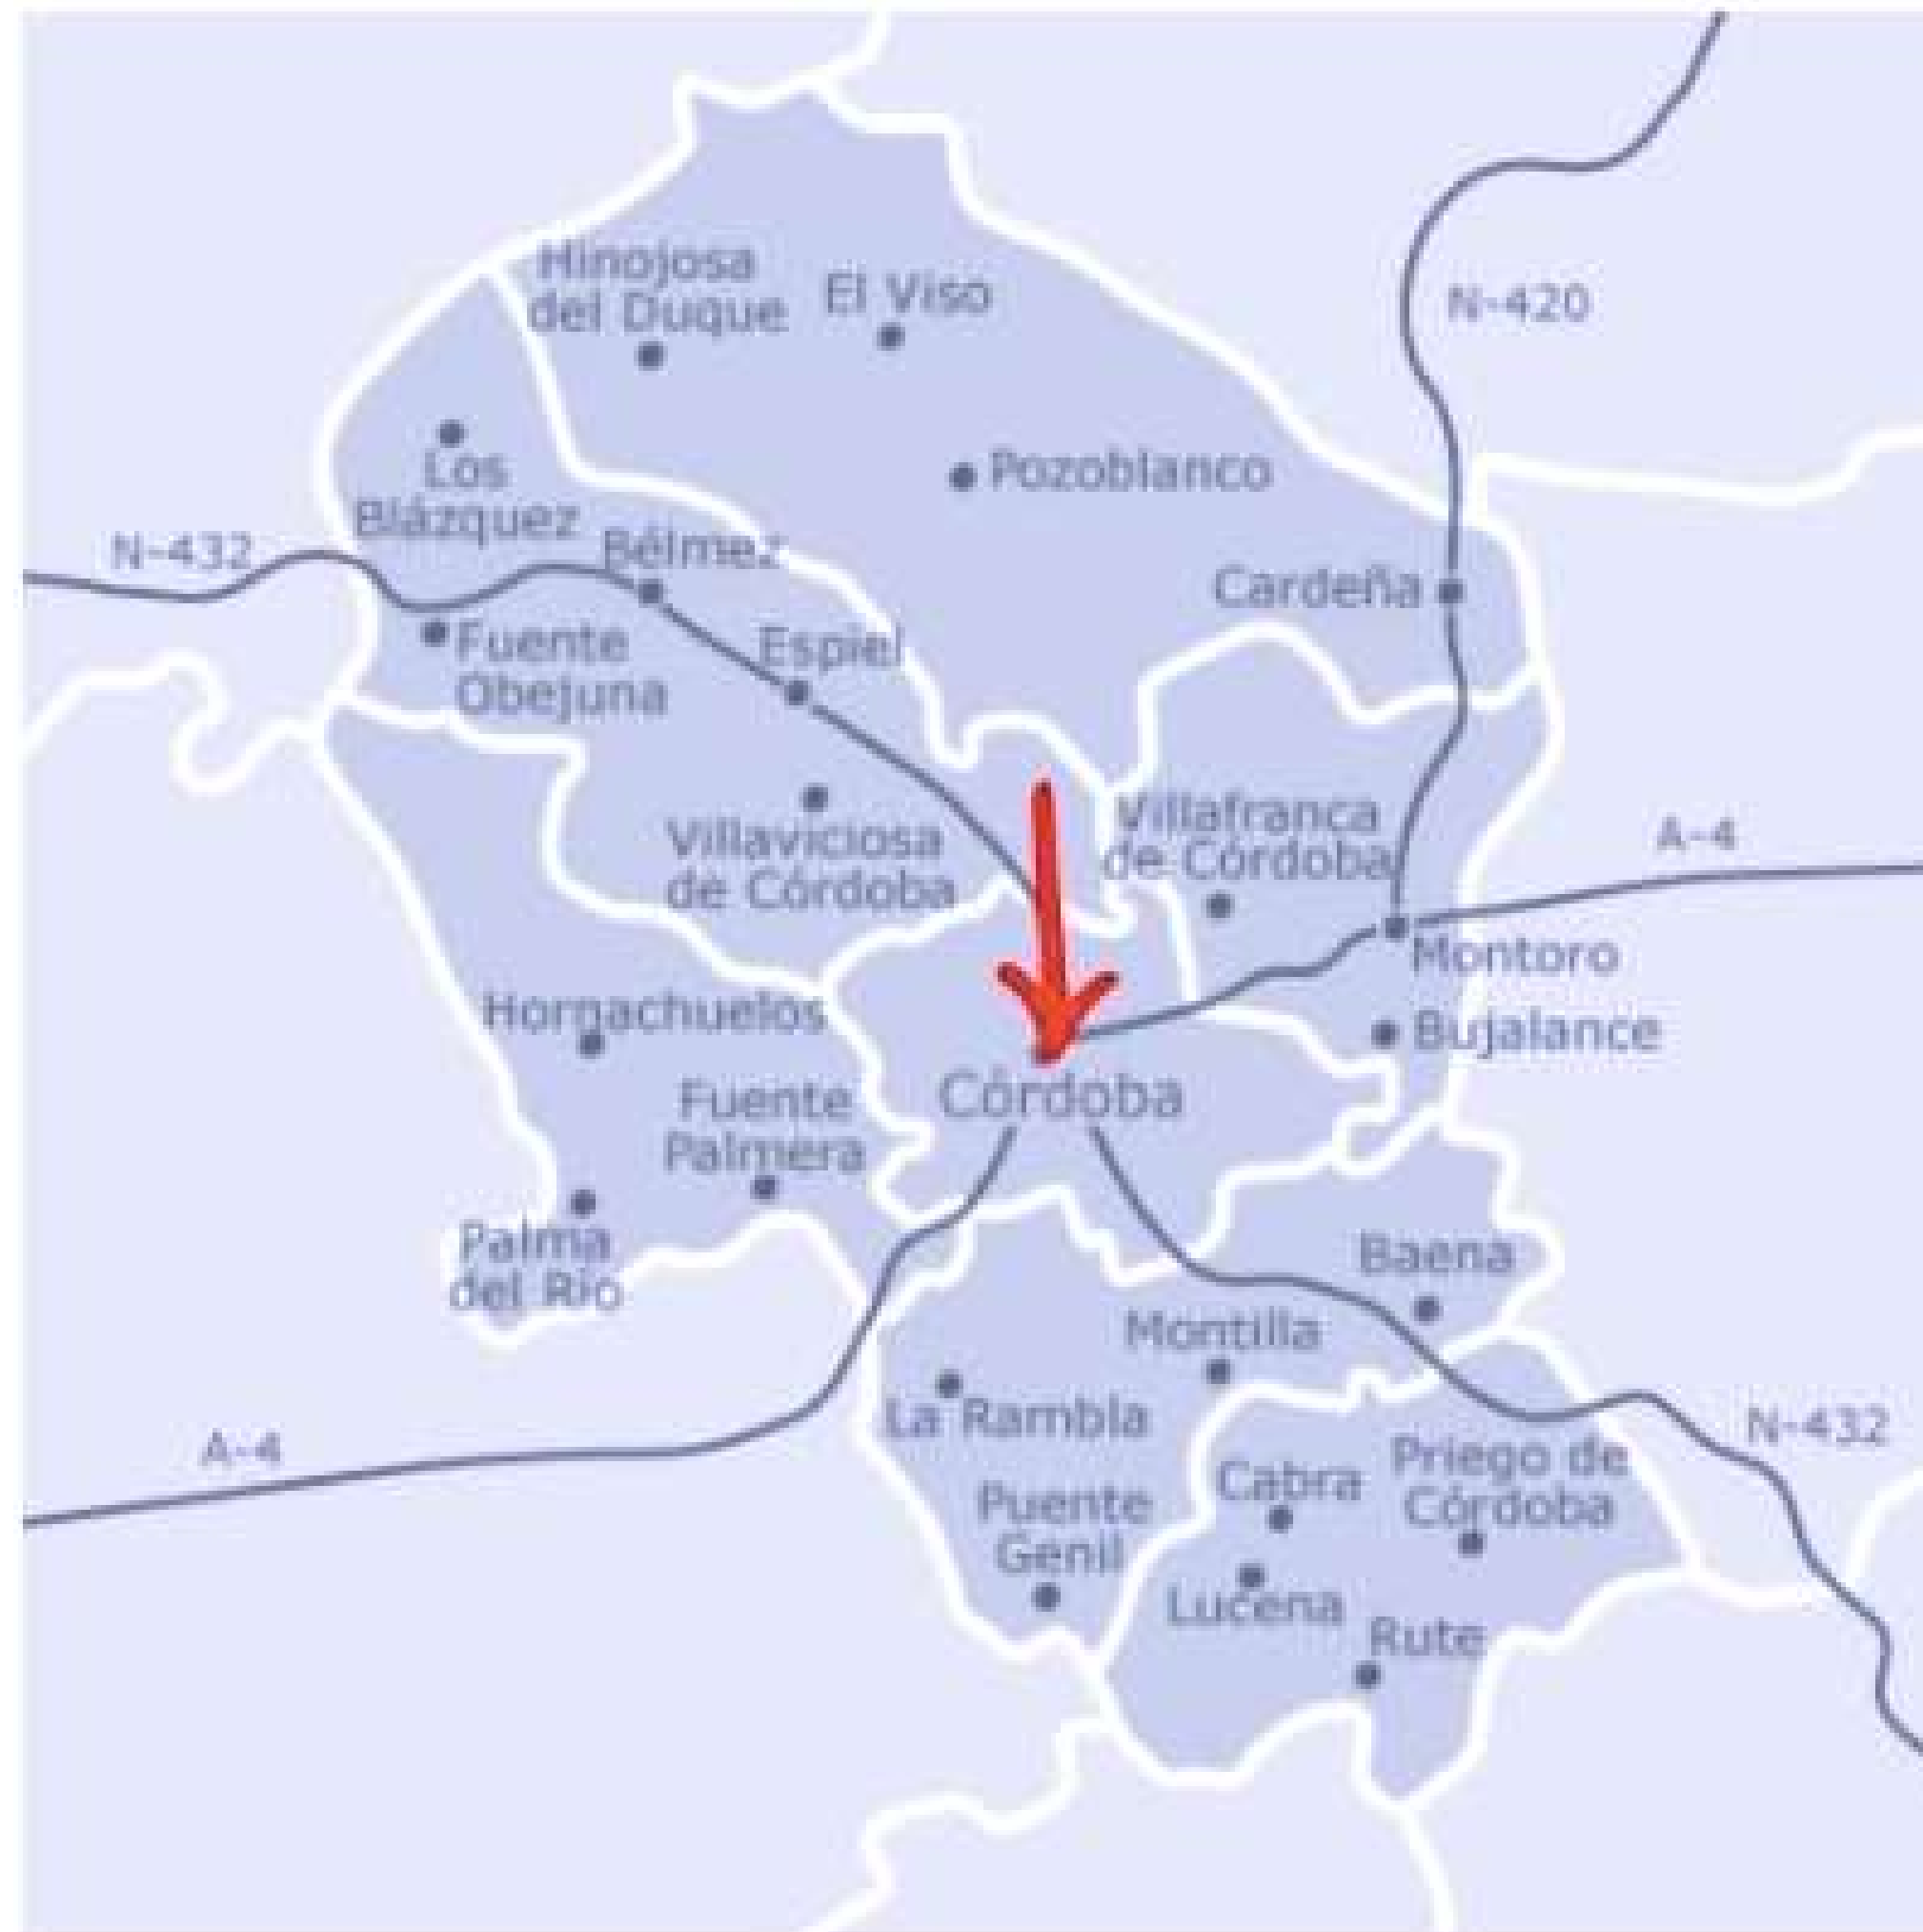 Hinojosa
del Duque
El Viso
N-420
Los
Blázquez
Pozoblanco
N-432
Bélmez
Cardeña
Fuente
Obejuna
Espiel
Villaviciosa
de Córdoba
Villafranca
de Córdoba
A-4
Montoro
Hornachuelos
Bujalance
Fuente
Palmera
Córdoba
Palma
del Río
Baena
Montilla
La Rambla
A-4
N-432
Puente
Genil
Cabra
Priego de
Córdoba
Lucena
Rute